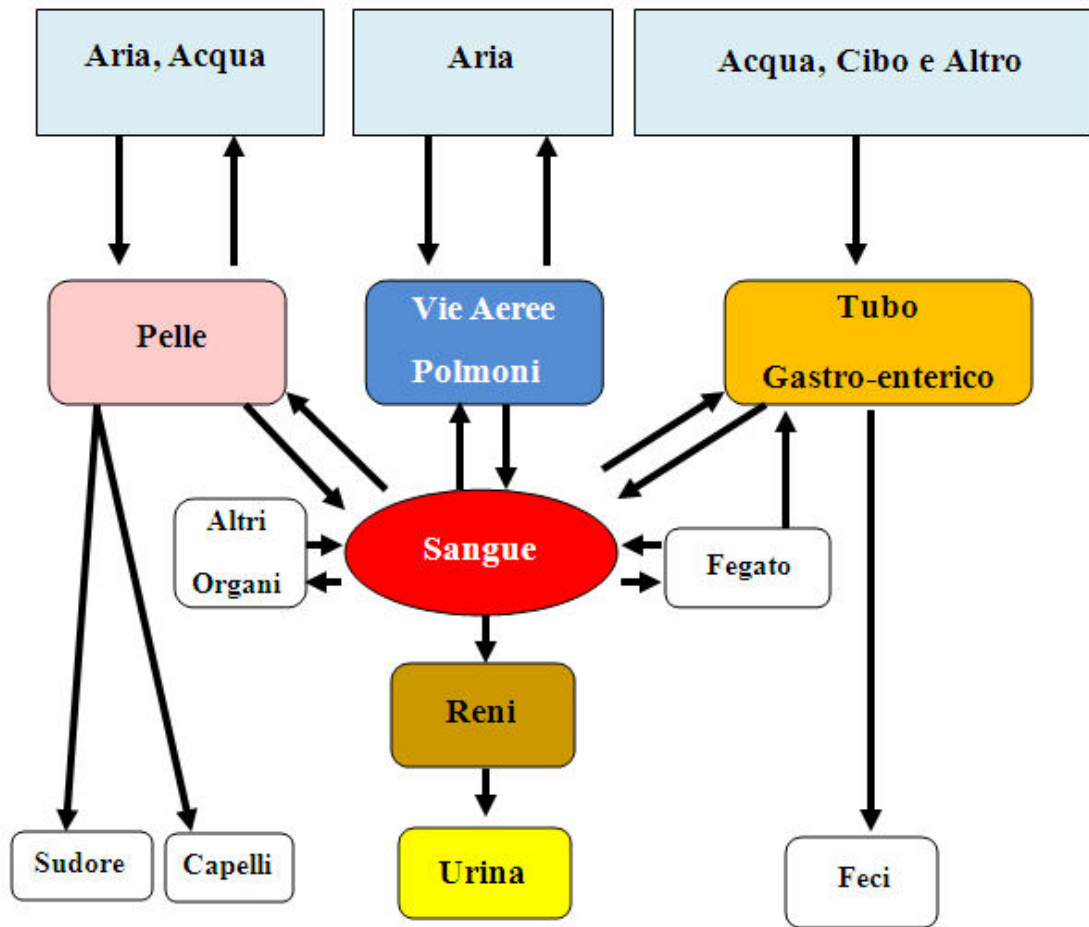 Aria, Acqua
Aria
Acqua, Cibo e Altro
Pelle
Vie Aeree
Polmoni
Tubo
Gastro-enterico
Altri
Organi
Sangue
Fegato
Reni
Sudore
Capelli
Urina
Feci